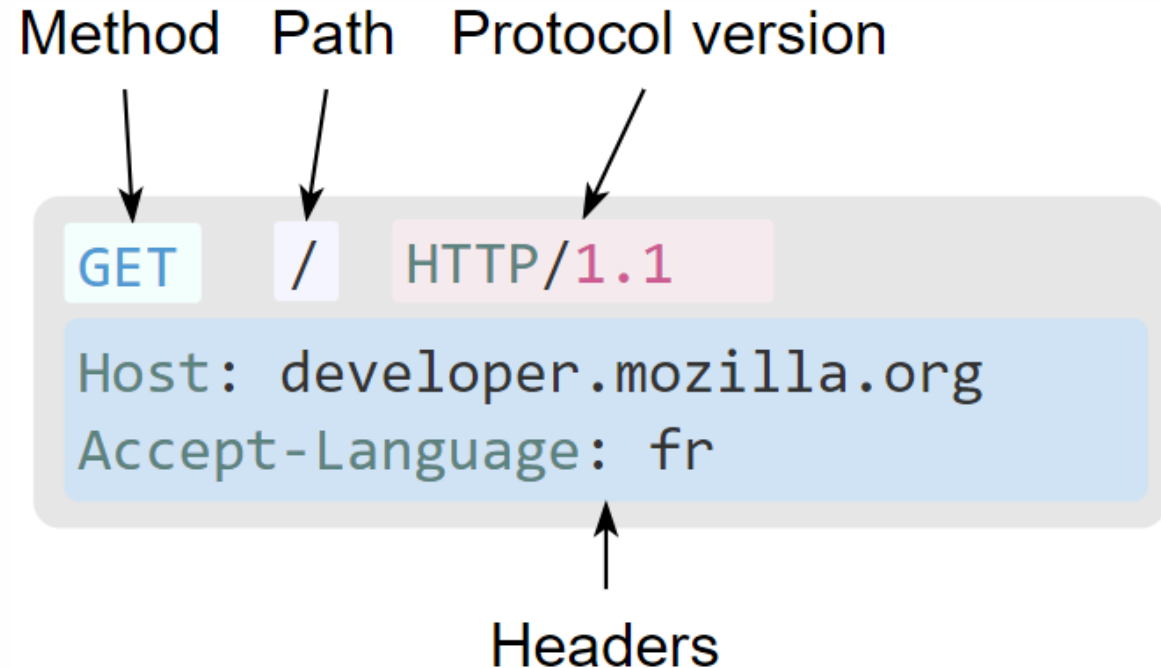 Method Path Protocol version
GET / HTTP/1.1
Host: developer.mozilla.org
Accept-Language: fr
Headers